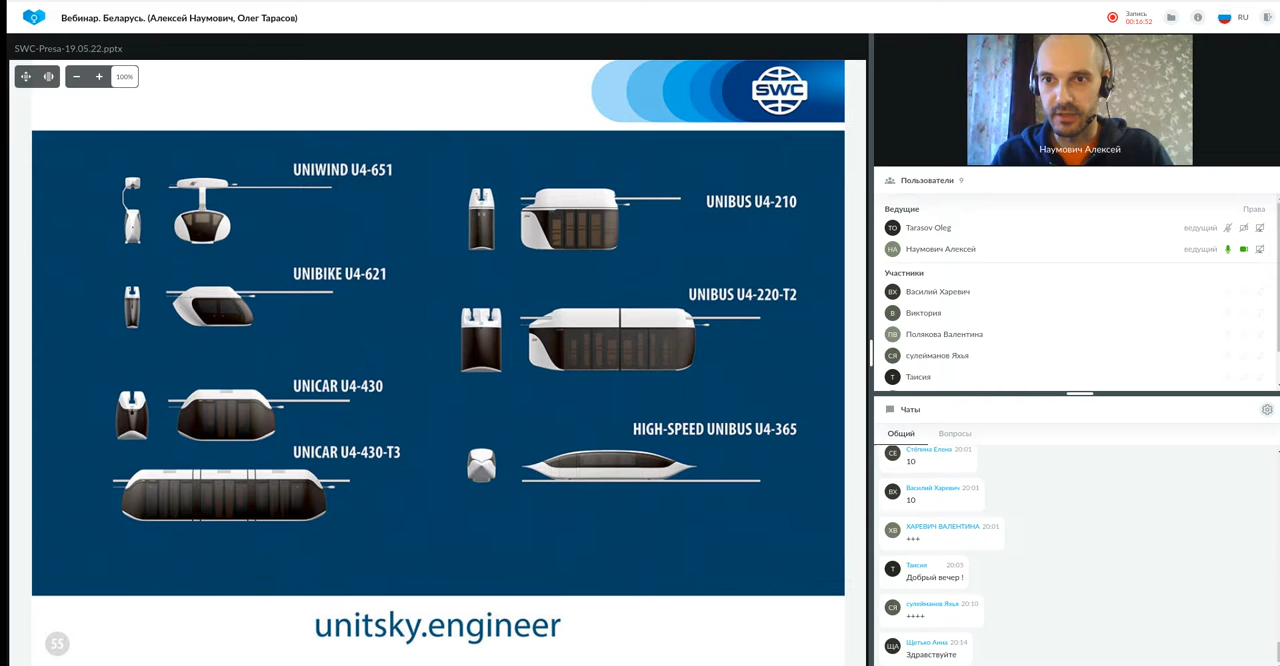 Вебинар. Беларусь. (Алексей Наумович, Олег Тарасов)
Запись
00:16:52
RU
SWC-Presa-19.05.22.pptx
100%
SWC
UNIWIND U4-651
UNIBUS U4-210
UNIBIKE U4-621
UNIBUS U4-220-T2
UNICAR U4-430
HIGH-SPEED UNIBUS U4-365
UNICAR U4-430-T3
unitsky.engineer
55
Наумович Алексей
Пользователи 9
Ведущие Права
TO Tarasov Oleg ведущий
НА Наумович Алексей ведущий
Участники
ВХ Василий Харевич
В Виктория
ПВ Полякова Валентина
СЯ сулейманов Яхья
Т Таисия
Чаты
Общий Вопросы
СЕ Стёпина Елена 20:01
10
ВХ Василий Харевич 20:01
10
ХВ ХАРЕВИЧ ВАЛЕНТИНА 20:01
+++
Т Таисия 20:03
Добрый вечер !
СЯ сулейманов Яхья 20:10
++++
ЩА Щетько Анна 20:14
Здравствуйте